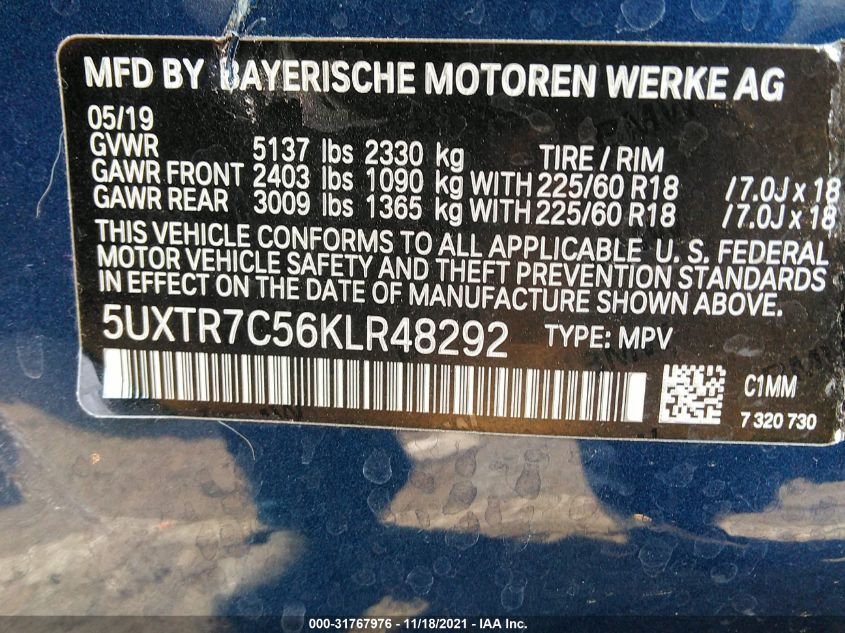 MFD BY BAYERISCHE MOTOREN WERKE AG
05/19
GVWR 5137 lbs 2330 kg TIRE / RIM
GAWR FRONT 2403 lbs 1090 kg WITH 225/60 R18 /7.0J x 18
GAWR REAR 3009 lbs 1365 kg WITH 225/60 R18 /7.0J x 18
THIS VEHICLE CONFORMS TO ALL APPLICABLE U. S. FEDERAL
MOTOR VEHICLE SAFETY AND THEFT PREVENTION STANDARDS
IN EFFECT ON THE DATE OF MANUFACTURE SHOWN ABOVE.
5UXTR7C56KLR48292 TYPE: MPV
C1MM
7 320 730
000-31767976 - 11/18/2021 - IAA Inc.